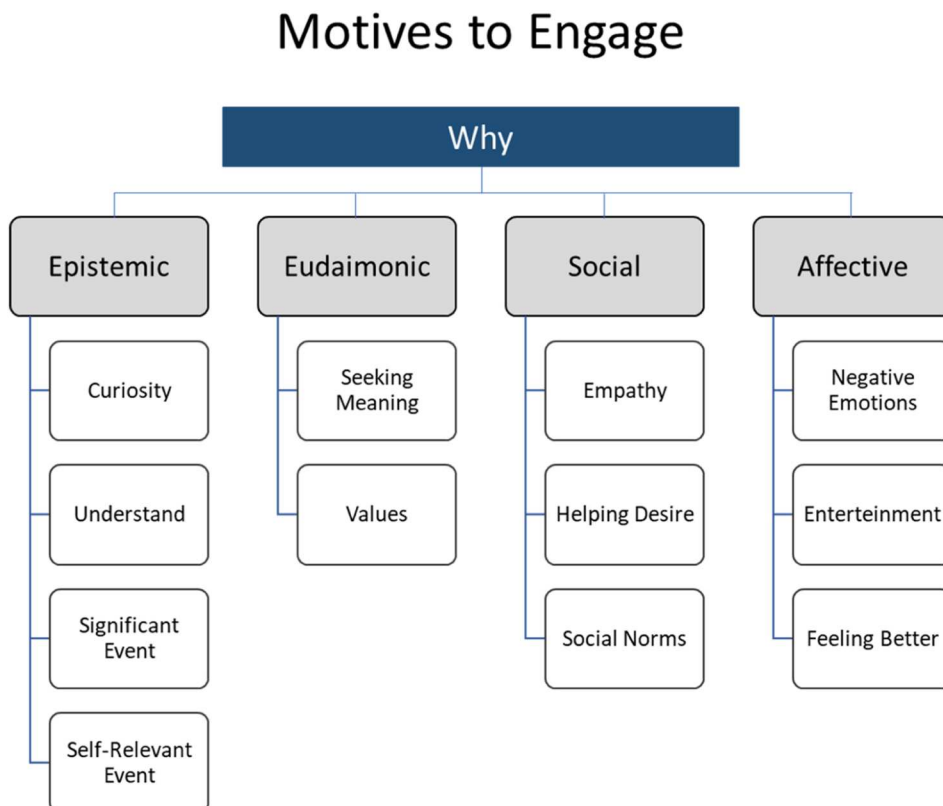 Motives to Engage
Why
Epistemic
Curiosity
Understand
Significant
Event
Self-Relevant
Event
Eudaimonic
Seeking
Meaning
Values
Social
Empathy
Helping Desire
Social Norms
Affective
Negative
Emotions
Enterteinment
Feeling Better